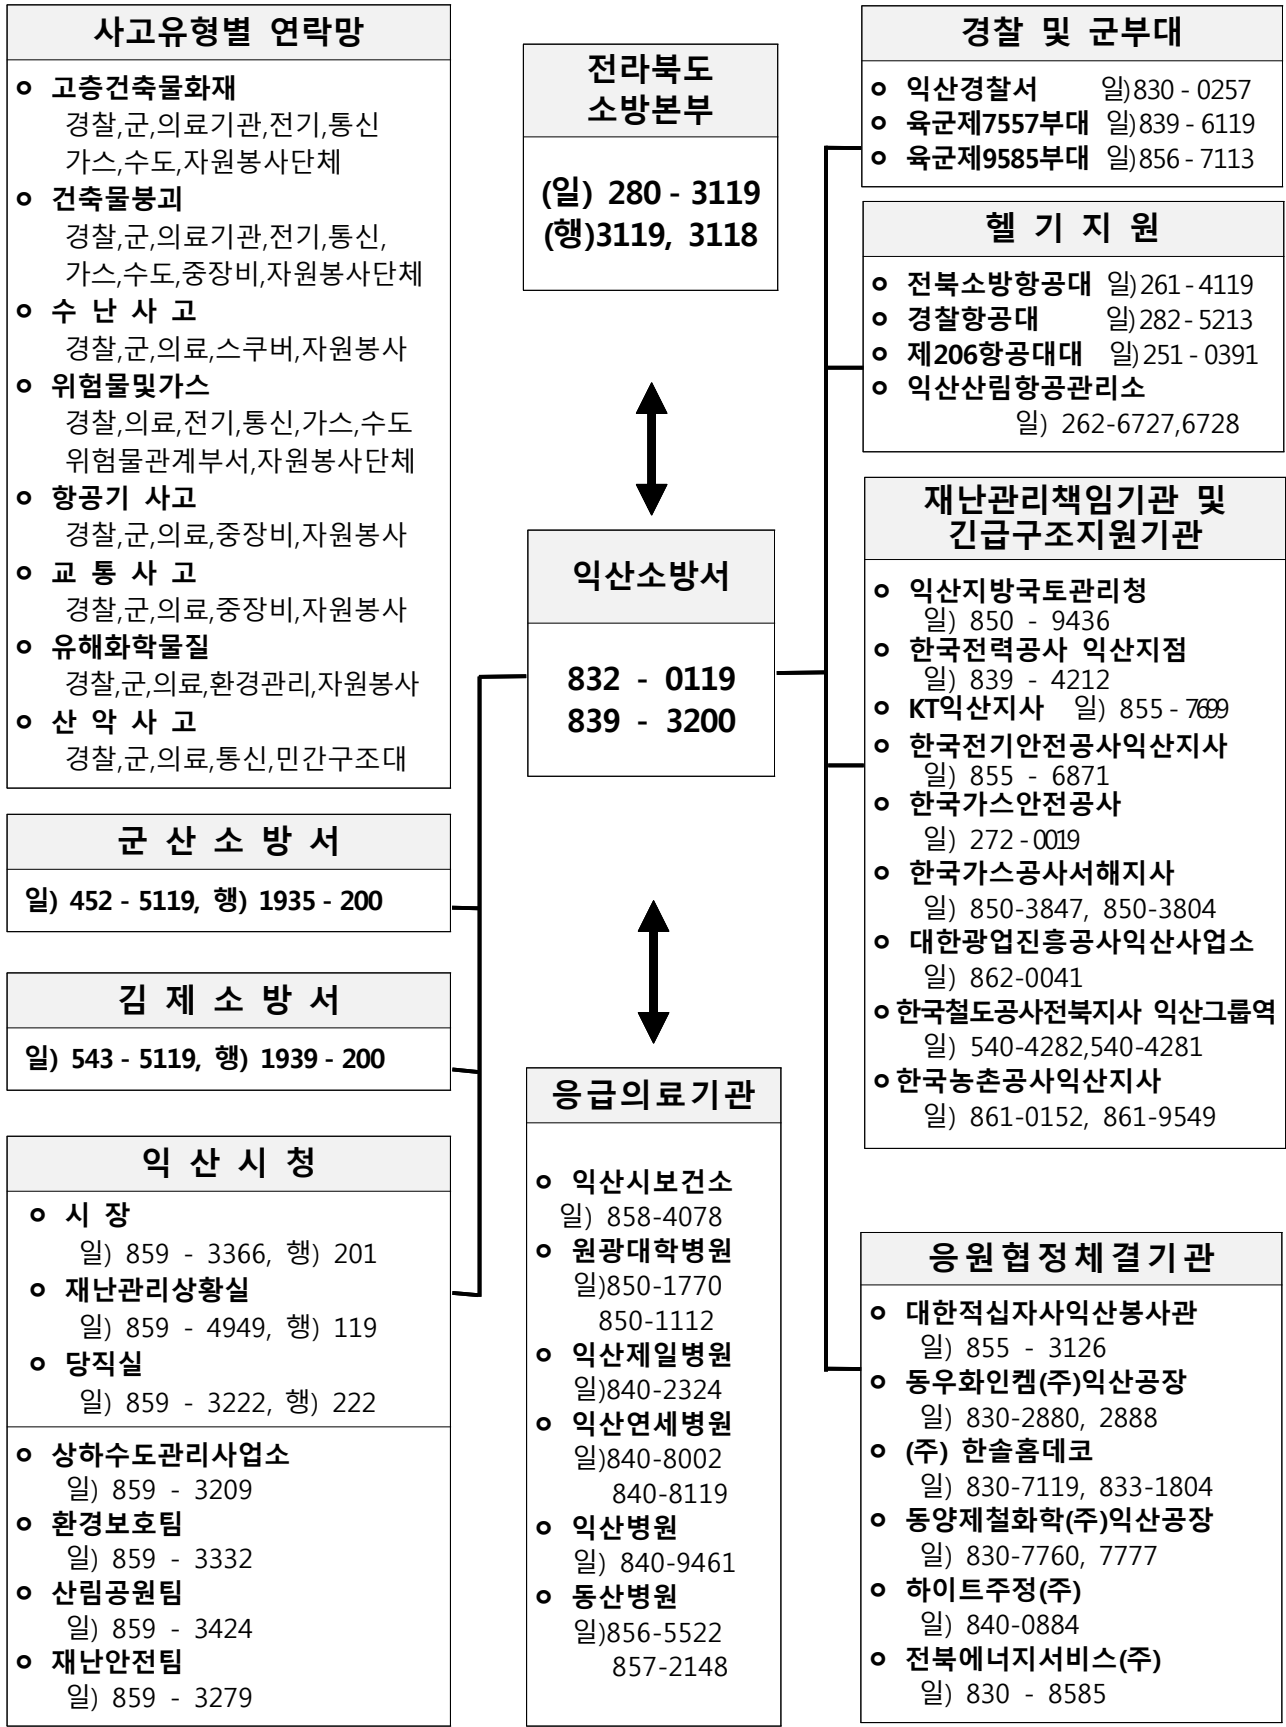 사고유형별 연락망
ㅇ 고층건축물화재
경찰,군,의료기관,전기,통신
가스,수도,자원봉사단체
ㅇ 건축물붕괴
경찰,군,의료기관,전기,통신,
가스,수도,중장비,자원봉사단체
ㅇ 수 난 사 고
경찰,군,의료,스쿠버,자원봉사
ㅇ 위험물및가스
경찰,의료,전기,통신,가스,수도
위험물관계부서,자원봉사단체
ㅇ 항공기 사고
경찰,군,의료,중장비,자원봉사
ㅇ 교 통 사 고
경찰,군,의료,중장비,자원봉사
ㅇ 유해화학물질
경찰,군,의료,환경관리,자원봉사
ㅇ 산 악 사 고
경찰,군,의료,통신,민간구조대
군 산 소 방 서
일) 452 - 5119, 행) 1935 - 200
김 제 소 방 서
일) 543 - 5119, 행) 1939 - 200
익 산 시 청
ㅇ 시 장
일) 859 - 3366, 행) 201
ㅇ 재난관리상황실
일) 859 - 4949, 행) 119
ㅇ 당직실
일) 859 - 3222, 행) 222
ㅇ 상하수도관리사업소
일) 859 - 3209
ㅇ 환경보호팀
일) 859 - 3332
ㅇ 산림공원팀
일) 859 - 3424
ㅇ 재난안전팀
일) 859 - 3279
전라북도
소방본부
(일) 280 - 3119
(행)3119, 3118
익산소방서
832 - 0119
839 - 3200
응급의료기관
ㅇ 익산시보건소
일) 858-4078
ㅇ 원광대학병원
일)850-1770
850-1112
ㅇ 익산제일병원
일)840-2324
ㅇ 익산연세병원
일)840-8002
840-8119
ㅇ 익산병원
일) 840-9461
ㅇ 동산병원
일)856-5522
857-2148
경찰 및 군부대
ㅇ 익산경찰서 일)830 - 0257
ㅇ 육군제7557부대 일)839 - 6119
ㅇ 육군제9585부대 일)856 - 7113
헬 기 지 원
ㅇ 전북소방항공대 일)261 - 4119
ㅇ 경찰항공대 일)282 - 5213
ㅇ 제206항공대대 일)251 - 0391
ㅇ 익산산림항공관리소
일) 262-6727,6728
재난관리책임기관 및
긴급구조지원기관
ㅇ 익산지방국토관리청
일) 850 - 9436
ㅇ 한국전력공사 익산지점
일) 839 - 4212
ㅇ KT익산지사 일) 855 - 7699
ㅇ 한국전기안전공사익산지사
일) 855 - 6871
ㅇ 한국가스안전공사
일) 272 - 0019
ㅇ 한국가스공사서해지사
일) 850-3847, 850-3804
ㅇ 대한광업진흥공사익산사업소
일) 862-0041
ㅇ 한국철도공사전북지사 익산그룹역
일) 540-4282,540-4281
ㅇ 한국농촌공사익산지사
일) 861-0152, 861-9549
응원협정체결기관
ㅇ 대한적십자사익산봉사관
일) 855 - 3126
ㅇ 동우화인켐(주)익산공장
일) 830-2880, 2888
ㅇ (주) 한솔홈데코
일) 830-7119, 833-1804
ㅇ 동양제철화학(주)익산공장
일) 830-7760, 7777
ㅇ 하이트주정(주)
일) 840-0884
ㅇ 전북에너지서비스(주)
일) 830 - 8585